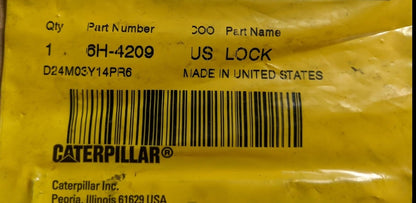 Qty Part Number COO Part Name
1 6H-4209 US LOCK
D24M03Y14PR6 MADE IN UNITED STATES
CATERPILLAR®
Caterpillar Inc.
Peoria, Illinois 61629 USA